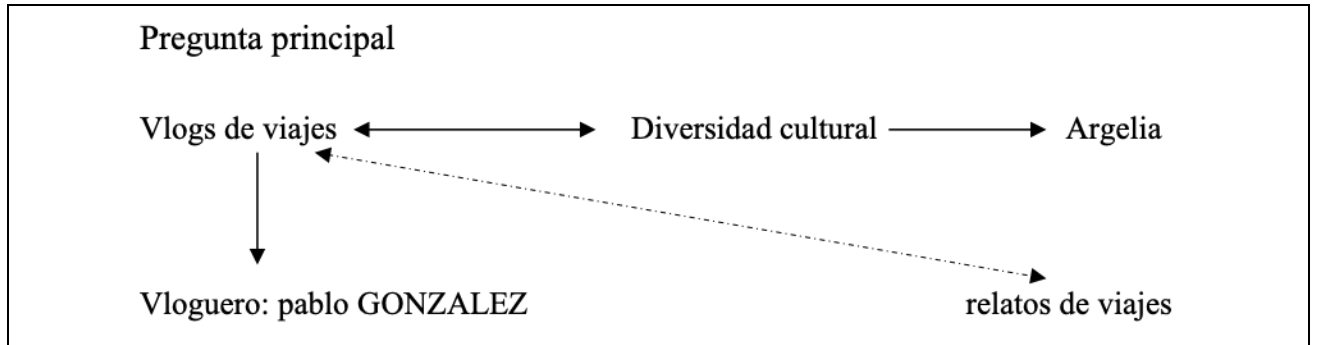 Pregunta principal
Vlogs de viajes Diversidad cultural Argelia
Vloguero: pablo GONZALEZ relatos de viajes